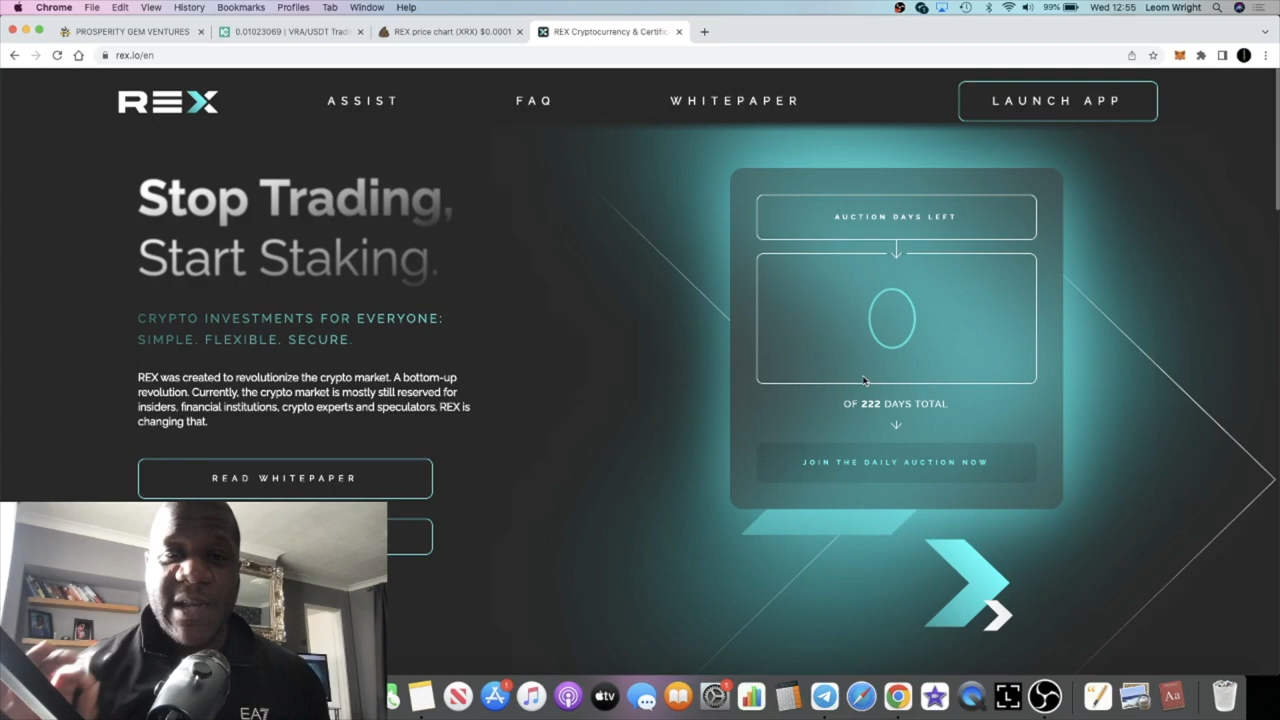 Chrome File Edit View History Bookmarks Profiles Tab Window Help 99% Wed 12:55 Leom Wright
PROSPERITY GEM VENTURES 0.01023069 | VRA/USDT Tradi REX price chart (XRX) $0.0001 REX Cryptocurrency & Certific
rex.io/en
REX ASSIST FAQ WHITEPAPER LAUNCH APP
Stop Trading,
Start Staking.
CRYPTO INVESTMENTS FOR EVERYONE:
SIMPLE. FLEXIBLE. SECURE.
REX was created to revolutionize the crypto market. A bottom-up
revolution. Currently, the crypto market is mostly still reserved for
insiders, financial institutions, crypto experts and speculators. REX is
changing that.
READ WHITEPAPER
AUCTION DAYS LEFT
0
OF 222 DAYS TOTAL
JOIN THE DAILY AUCTION NOW
EA7
tv
Aa